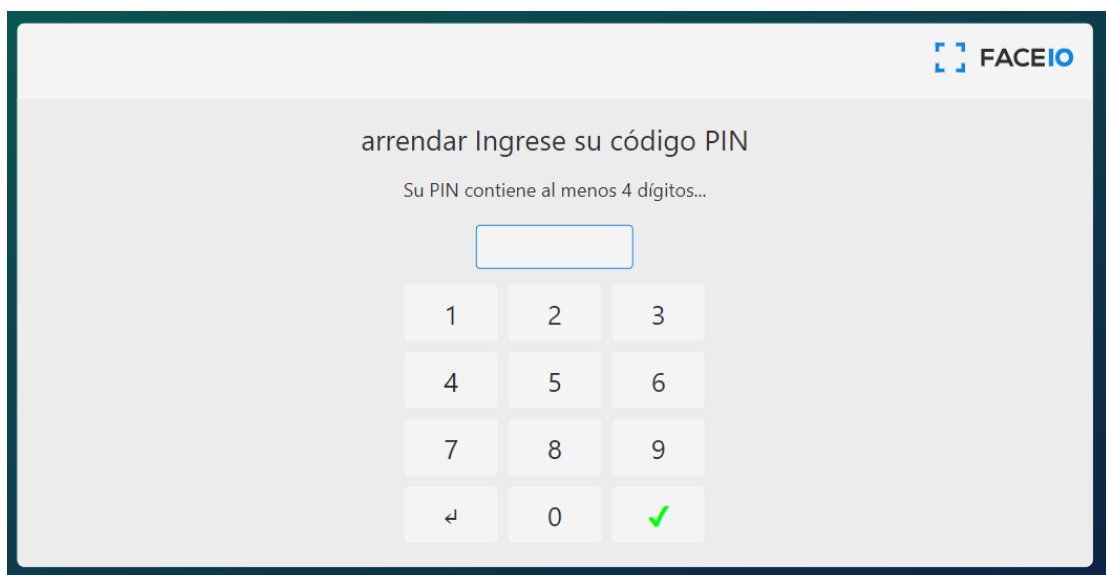 FACEIO
arrendar Ingrese su código PIN
Su PIN contiene al menos 4 dígitos...
1 2 3
4 5 6
7 8 9
↲ 0 ✓